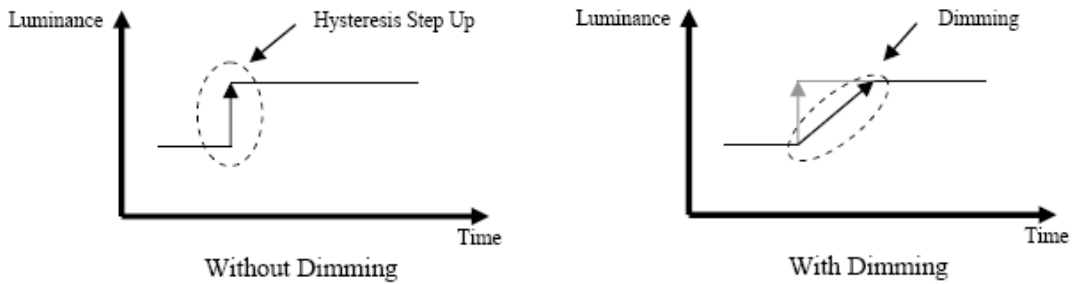 Luminance
Hysteresis Step Up
Time
Without Dimming
Luminance
Dimming
Time
With Dimming